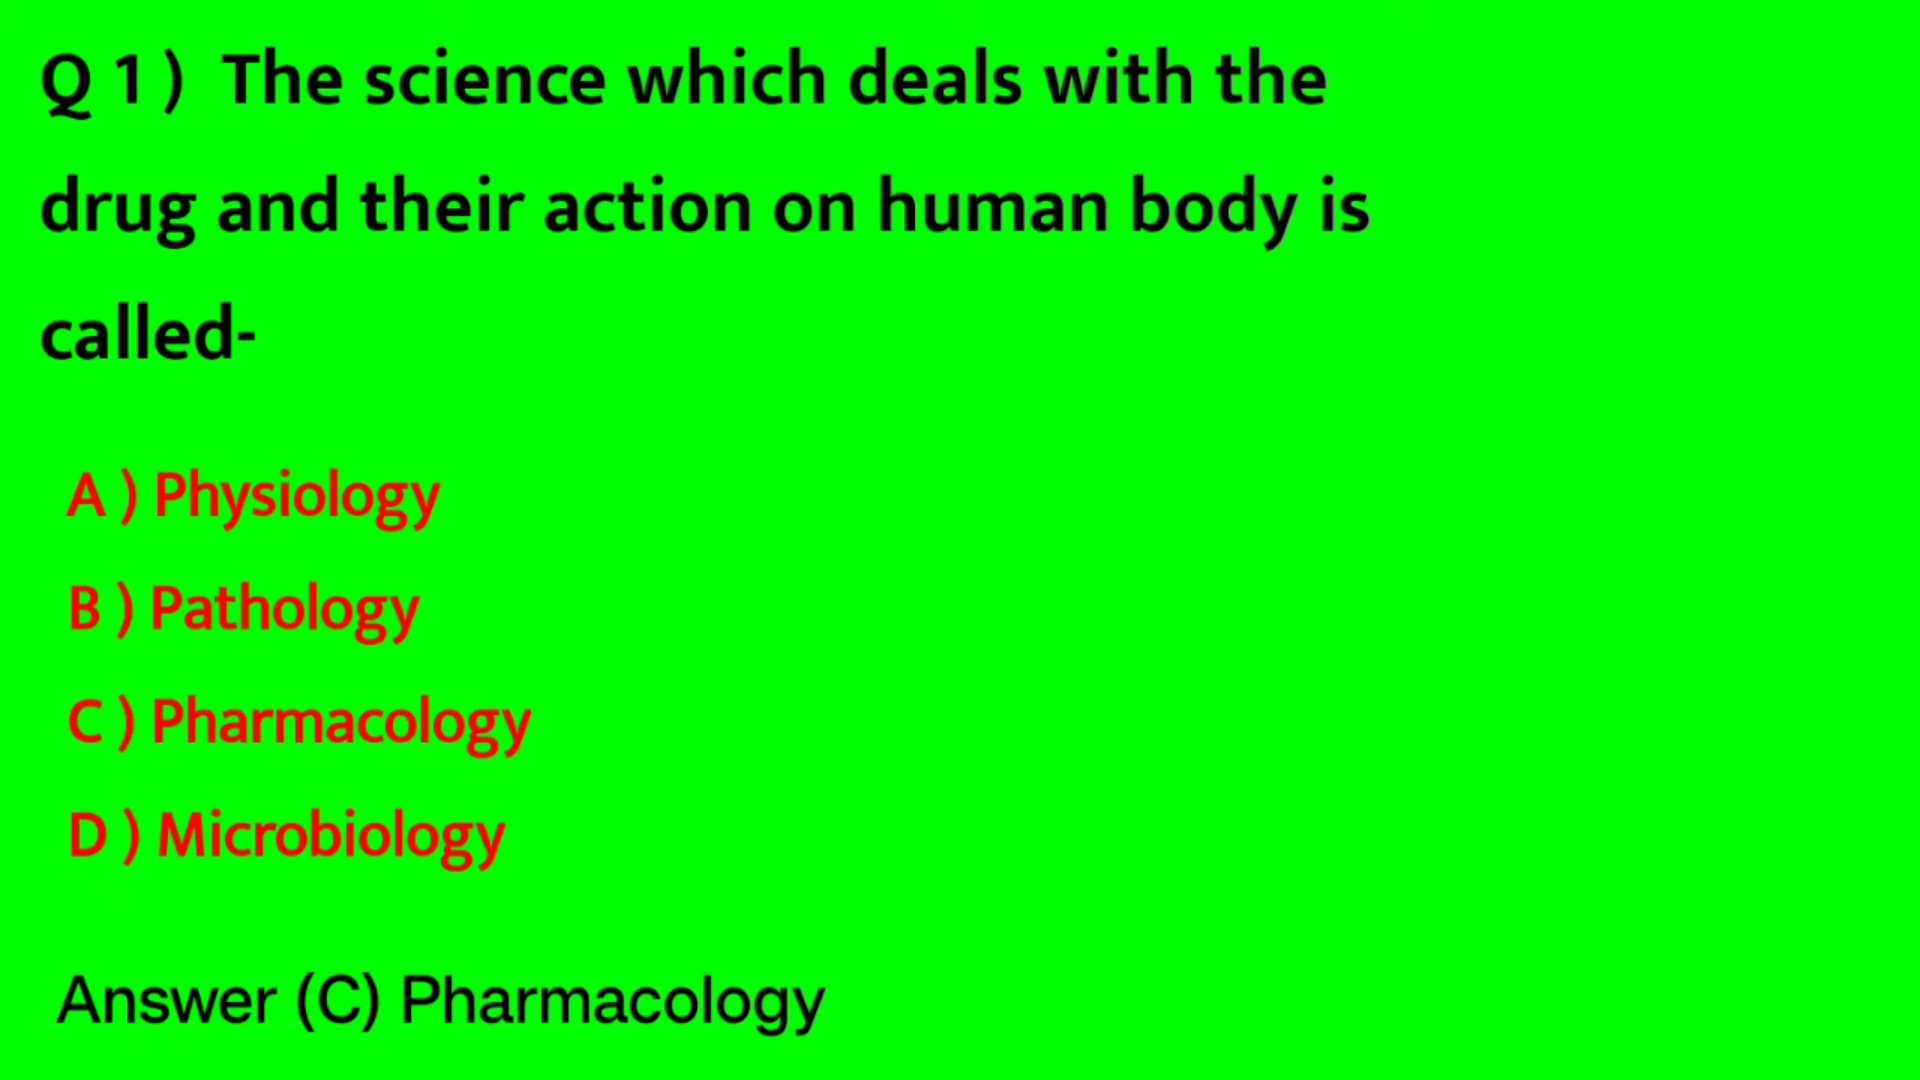 Q 1 ) The science which deals with the
drug and their action on human body is
called-
A ) Physiology
B ) Pathology
C ) Pharmacology
D ) Microbiology
Answer (C) Pharmacology